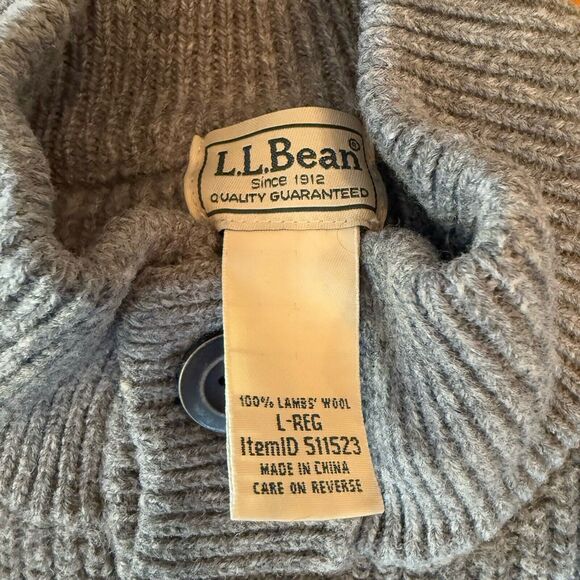 L.L.Bean®
Since 1912
QUALITY GUARANTEED
100% LAMBS' WOOL
L-REG
ItemID 511523
MADE IN CHINA
CARE ON REVERSE